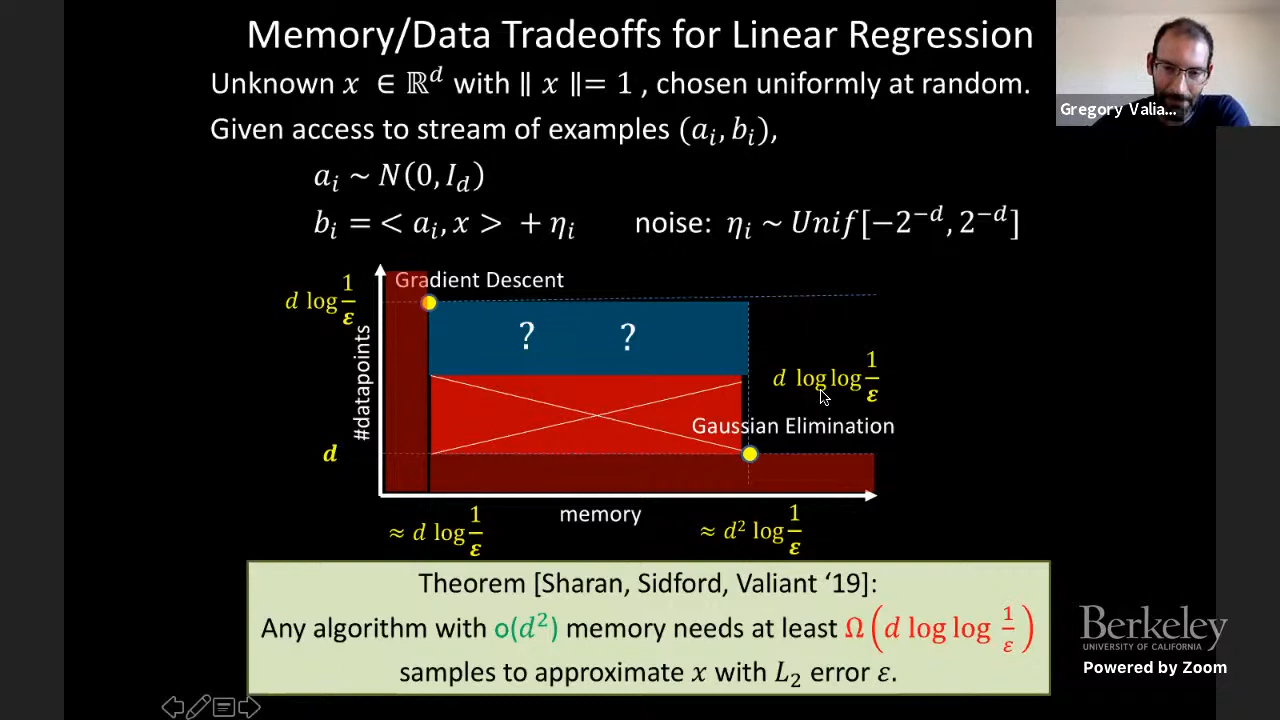 Memory/Data Tradeoffs for Linear Regression
Unknown x ∈ ℝ^d with ‖ x ‖= 1 , chosen uniformly at random.
Gregory Valia...
Given access to stream of examples (a_i, b_i),
a_i ~ N(0, I_d)
b_i = < a_i, x > + η_i noise: η_i ~ Unif[−2^{−d}, 2^{−d}]
Gradient Descent
d log 1/ε
? ?
#datapoints
d log log 1/ε
Gaussian Elimination
d
memory
≈ d log 1/ε
≈ d² log 1/ε
Theorem [Sharan, Sidford, Valiant ‘19]:
Any algorithm with o(d²) memory needs at least Ω(d log log 1/ε)
samples to approximate x with L₂ error ε.
Berkeley
UNIVERSITY OF CALIFORNIA
Powered by Zoom